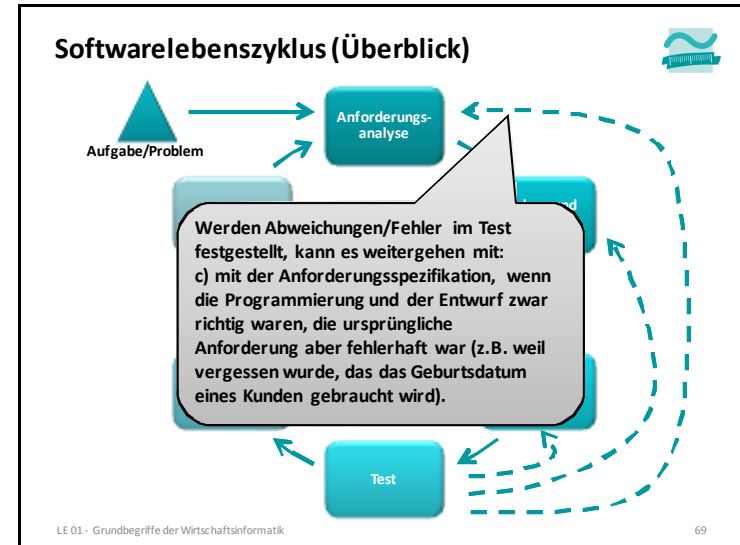 Softwarelebenszyklus (Überblick)
Anforderungs-
analyse
Aufgabe/Problem
Werden Abweichungen/Fehler im Test
festgestellt, kann es weitergehen mit:
c) mit der Anforderungsspezifikation, wenn
die Programmierung und der Entwurf zwar
richtig waren, die ursprüngliche
Anforderung aber fehlerhaft war (z.B. weil
vergessen wurde, das das Geburtsdatum
eines Kunden gebraucht wird).
Test
LE 01 - Grundbegriffe der Wirtschaftsinformatik
69